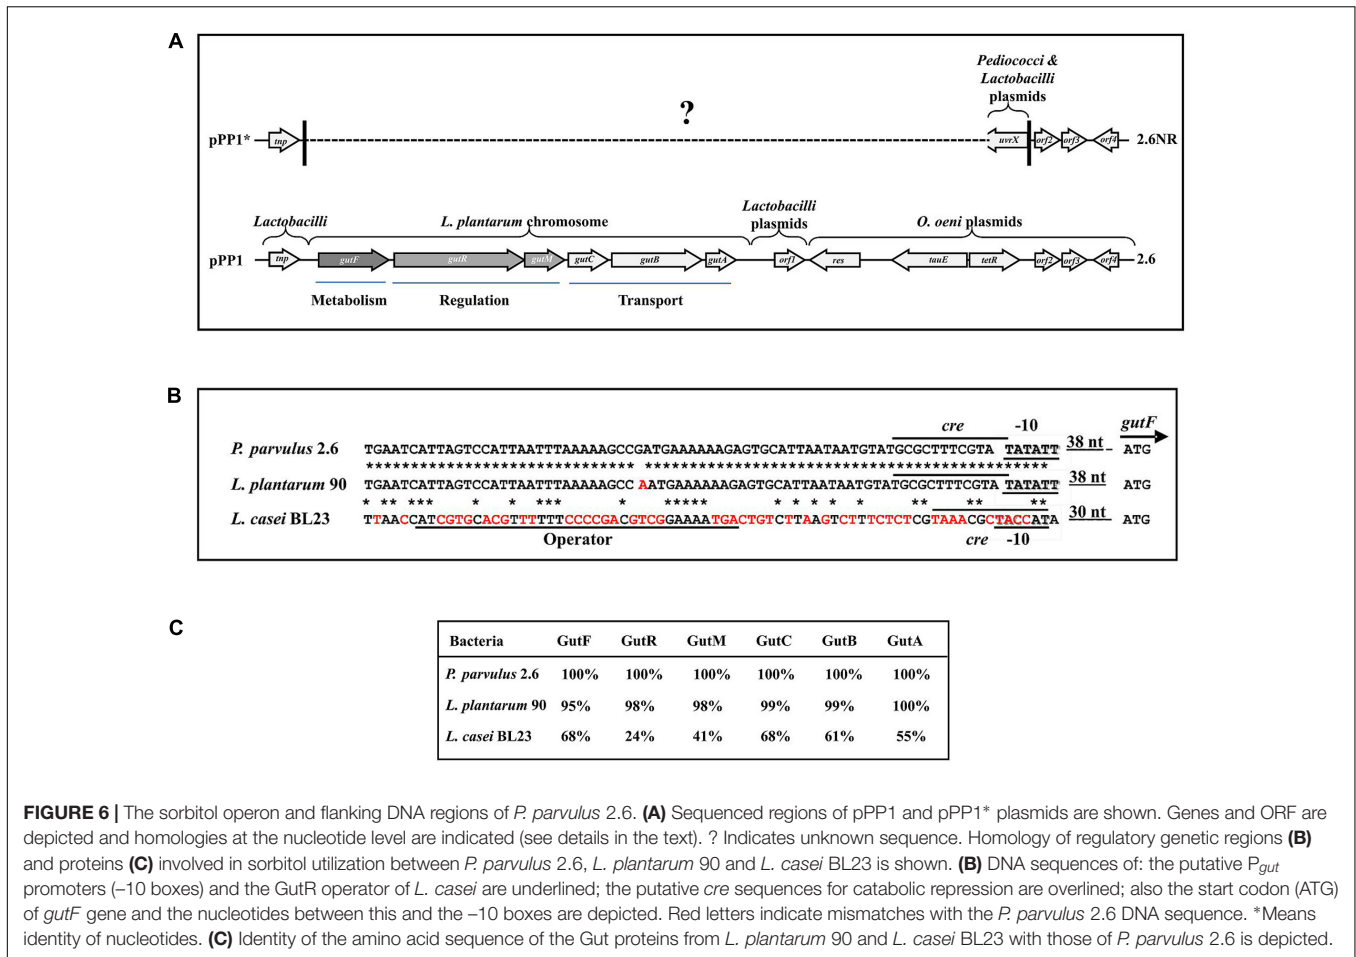 A
Pediococci &
Lactobacilli
plasmids
?
pPP1*
tnp
uvrX
orf2
orf3
orf4
2.6NR
Lactobacilli
L. plantarum chromosome
Lactobacilli
plasmids
O. oeni plasmids
pPP1
tnp
gutF
gutR
gutM
gutC
gutB
gutA
orf1
res
tauE
tetR
orf2
orf3
orf4
2.6
Metabolism
Regulation
Transport
B
cre
-10
gutF
P. parvulus 2.6 TGAATCATTAGTCCATTAATTTAAAAAGCCGATGAAAAAAGAGTGCATTAATAATGTATGCGCTTTCGTA TATATT 38 nt ATG
L. plantarum 90 TGAATCATTAGTCCATTAATTTAAAAAGCC AATGAAAAAAGAGTGCATTAATAATGTATGCGCTTTCGTA TATATT 38 nt ATG
L. casei BL23 TTAACCATCGTGCACGTTTTTTCCCCGACGTCGGAAAATGACTGTCTTAAGTCTTTCTCTCGTAAACGCTACCATA 30 nt ATG
Operator
cre
-10
C
Bacteria GutF GutR GutM GutC GutB GutA
P. parvulus 2.6 100% 100% 100% 100% 100% 100%
L. plantarum 90 95% 98% 98% 99% 99% 100%
L. casei BL23 68% 24% 41% 68% 61% 55%
FIGURE 6 | The sorbitol operon and flanking DNA regions of P. parvulus 2.6. (A) Sequenced regions of pPP1 and pPP1* plasmids are shown. Genes and ORF are
depicted and homologies at the nucleotide level are indicated (see details in the text). ? Indicates unknown sequence. Homology of regulatory genetic regions (B)
and proteins (C) involved in sorbitol utilization between P. parvulus 2.6, L. plantarum 90 and L. casei BL23 is shown. (B) DNA sequences of: the putative Pgut
promoters (–10 boxes) and the GutR operator of L. casei are underlined; the putative cre sequences for catabolic repression are overlined; also the start codon (ATG)
of gutF gene and the nucleotides between this and the –10 boxes are depicted. Red letters indicate mismatches with the P. parvulus 2.6 DNA sequence. *Means
identity of nucleotides. (C) Identity of the amino acid sequence of the Gut proteins from L. plantarum 90 and L. casei BL23 with those of P. parvulus 2.6 is depicted.